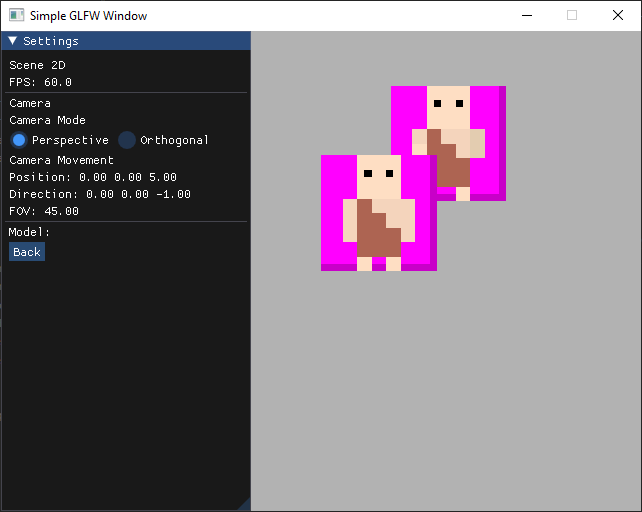 Simple GLFW Window
Settings
Scene 2D
FPS: 60.0
Camera
Camera Mode
Perspective Orthogonal
Camera Movement
Position: 0.00 0.00 5.00
Direction: 0.00 0.00 -1.00
FOV: 45.00
Model:
Back